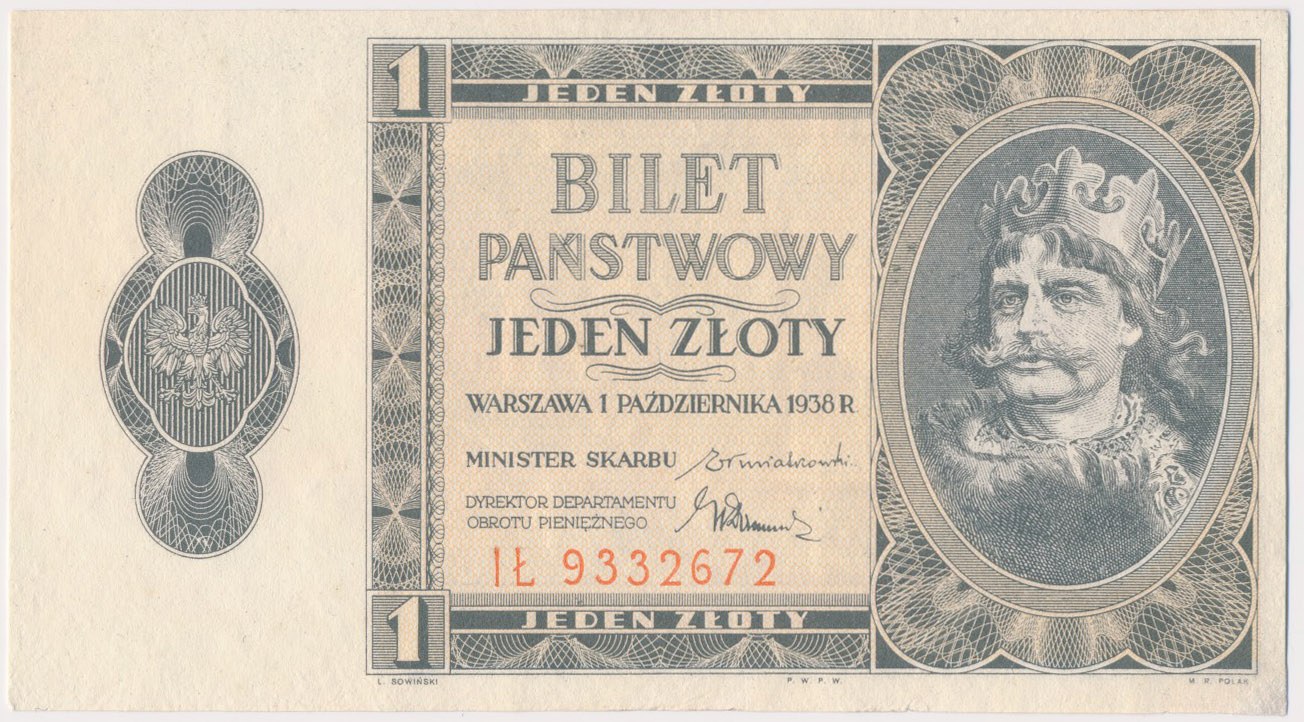 1
JEDEN ZŁOTY
BILET
PAŃSTWOWY
JEDEN ZŁOTY
WARSZAWA 1 PAŹDZIERNIKA 1938 R
MINISTER SKARBU
DYREKTOR DEPARTAMENTU
OBROTU PIENIĘŻNEGO
IŁ 9332672
1
JEDEN ZŁOTY
L. SOWIŃSKI
P. W. P. W.
M. R. POLAK